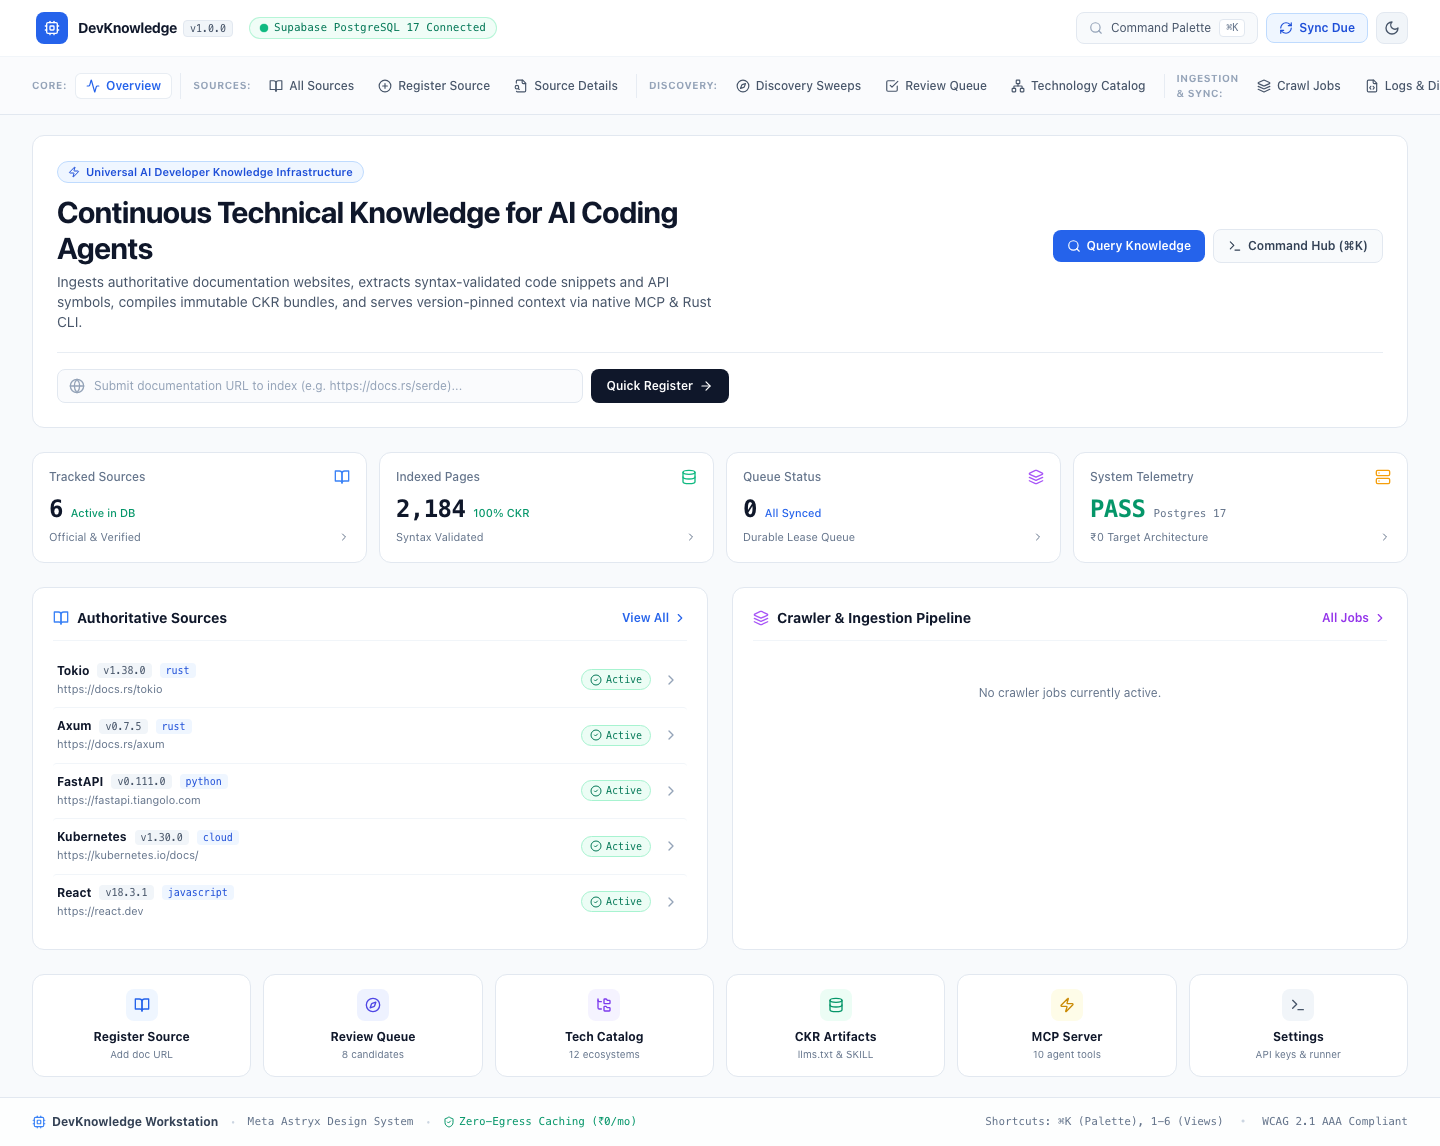 DevKnowledge v1.0.0 Supabase PostgreSQL 17 Connected Command Palette ⌘K Sync Due
CORE: Overview SOURCES: All Sources Register Source Source Details DISCOVERY: Discovery Sweeps Review Queue Technology Catalog INGESTION & SYNC: Crawl Jobs Logs & Di
Universal AI Developer Knowledge Infrastructure
Continuous Technical Knowledge for AI Coding
Agents
Query Knowledge Command Hub (⌘K)
Ingests authoritative documentation websites, extracts syntax-validated code snippets and API
symbols, compiles immutable CKR bundles, and serves version-pinned context via native MCP & Rust
CLI.
Submit documentation URL to index (e.g. https://docs.rs/serde)... Quick Register
Tracked Sources
6 Active in DB
Official & Verified
Indexed Pages
2,184 100% CKR
Syntax Validated
Queue Status
0 All Synced
Durable Lease Queue
System Telemetry
PASS Postgres 17
₹0 Target Architecture
Authoritative Sources View All
Tokio v1.38.0 rust
https://docs.rs/tokio
Active
Axum v0.7.5 rust
https://docs.rs/axum
Active
FastAPI v0.111.0 python
https://fastapi.tiangolo.com
Active
Kubernetes v1.30.0 cloud
https://kubernetes.io/docs/
Active
React v18.3.1 javascript
https://react.dev
Active
Crawler & Ingestion Pipeline All Jobs
No crawler jobs currently active.
Register Source
Add doc URL
Review Queue
8 candidates
Tech Catalog
12 ecosystems
CKR Artifacts
llms.txt & SKILL
MCP Server
10 agent tools
Settings
API keys & runner
DevKnowledge Workstation · Meta Astryx Design System · Zero-Egress Caching (₹0/mo) Shortcuts: ⌘K (Palette), 1–6 (Views) • WCAG 2.1 AAA Compliant